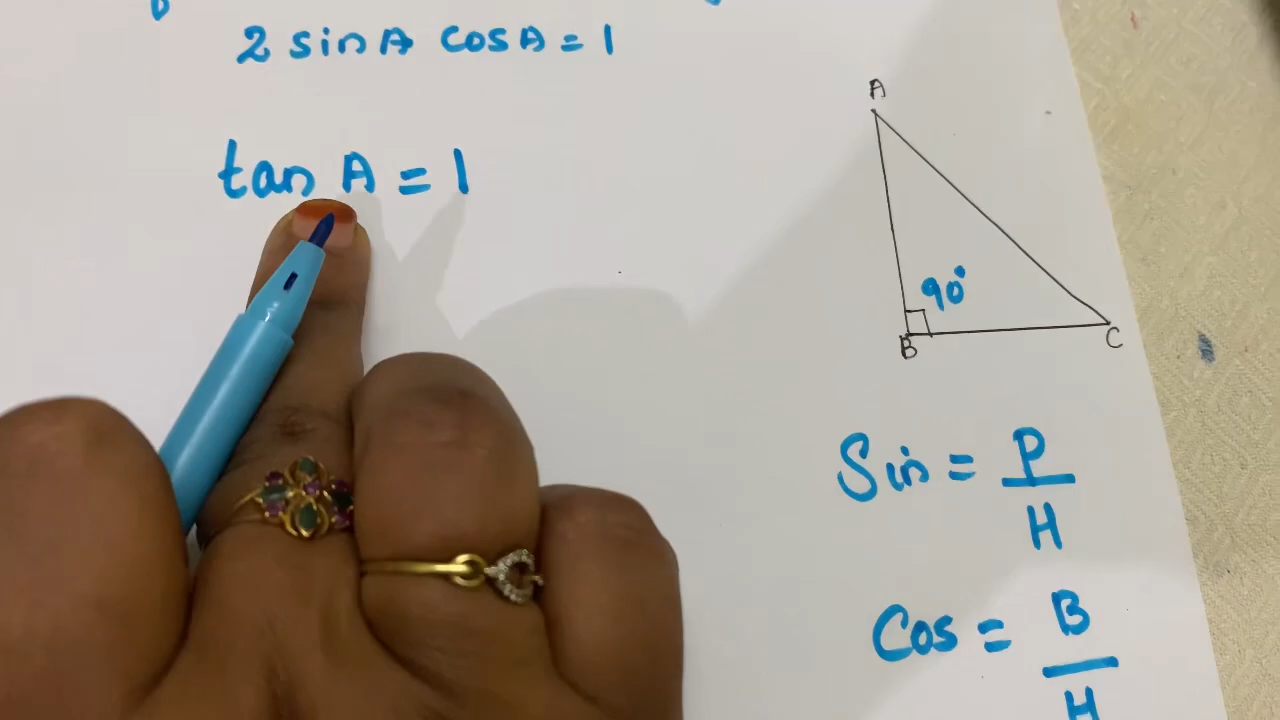 2 sin A cos A = 1
tan A = 1
A
90°
B
C
Sin = P
H
Cos = B
H